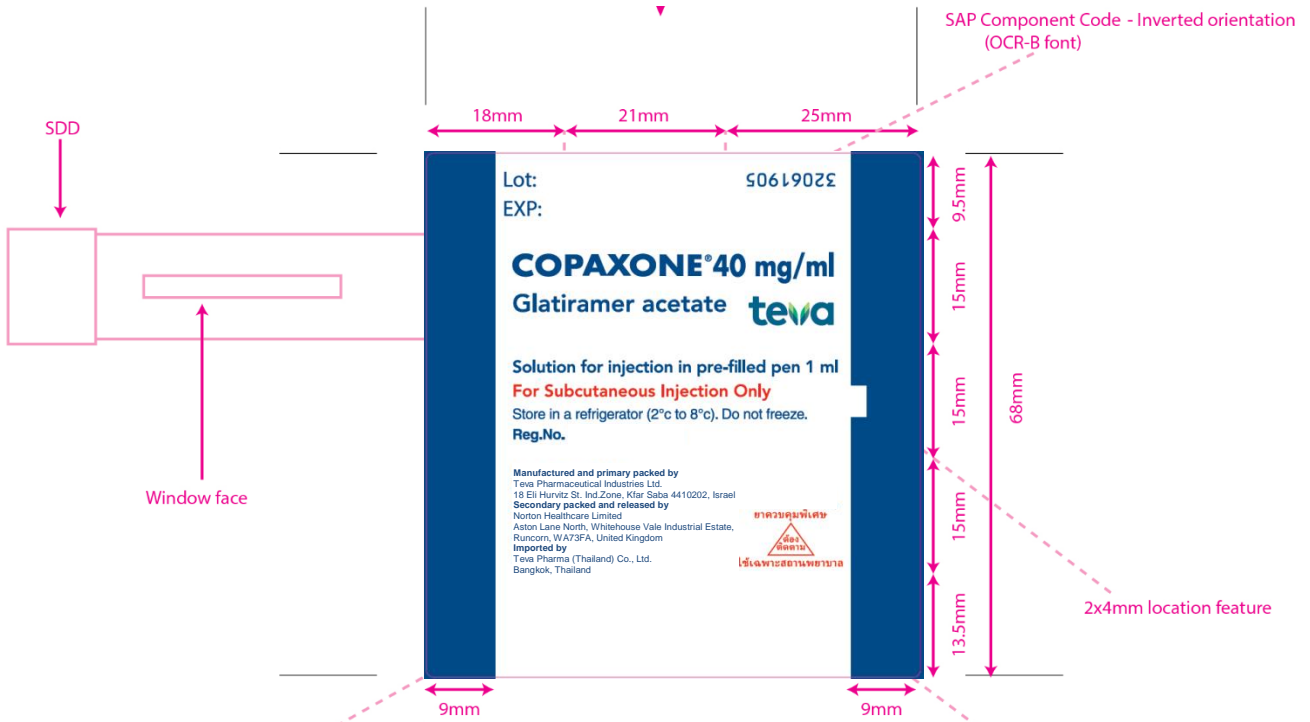 SAP Component Code - Inverted orientation
(OCR-B font)
18mm
21mm
25mm
SDD
Lot:
32061905
EXP:
9.5mm
COPAXONE® 40 mg/ml
Glatiramer acetate
teva
15mm
Solution for injection in pre-filled pen 1 ml
For Subcutaneous Injection Only
Store in a refrigerator (2°c to 8°c). Do not freeze.
Reg.No.
15mm
68mm
Window face
Manufactured and primary packed by
Teva Pharmaceutical Industries Ltd.
18 Eli Hurvitz St. Ind.Zone, Kfar Saba 4410202, Israel
Secondary packed and released by
Norton Healthcare Limited
Aston Lane North, Whitehouse Vale Industrial Estate,
Runcorn, WA73FA, United Kingdom
Imported by
Teva Pharma (Thailand) Co., Ltd.
Bangkok, Thailand
ยาควบคุมพิเศษ
ต้อง
ติดตาม
ใช้เฉพาะสถานพยาบาล
15mm
2x4mm location feature
13.5mm
9mm
9mm